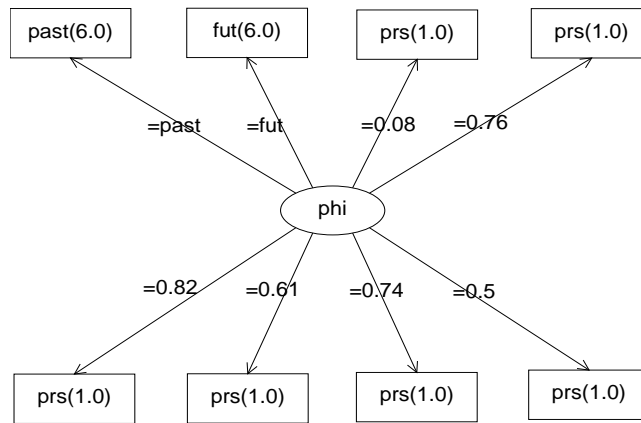 past(6.0) fut(6.0) prs(1.0) prs(1.0)
=past =fut =0.08 =0.76
phi
=0.82 =0.61 =0.74 =0.5
prs(1.0) prs(1.0) prs(1.0) prs(1.0)